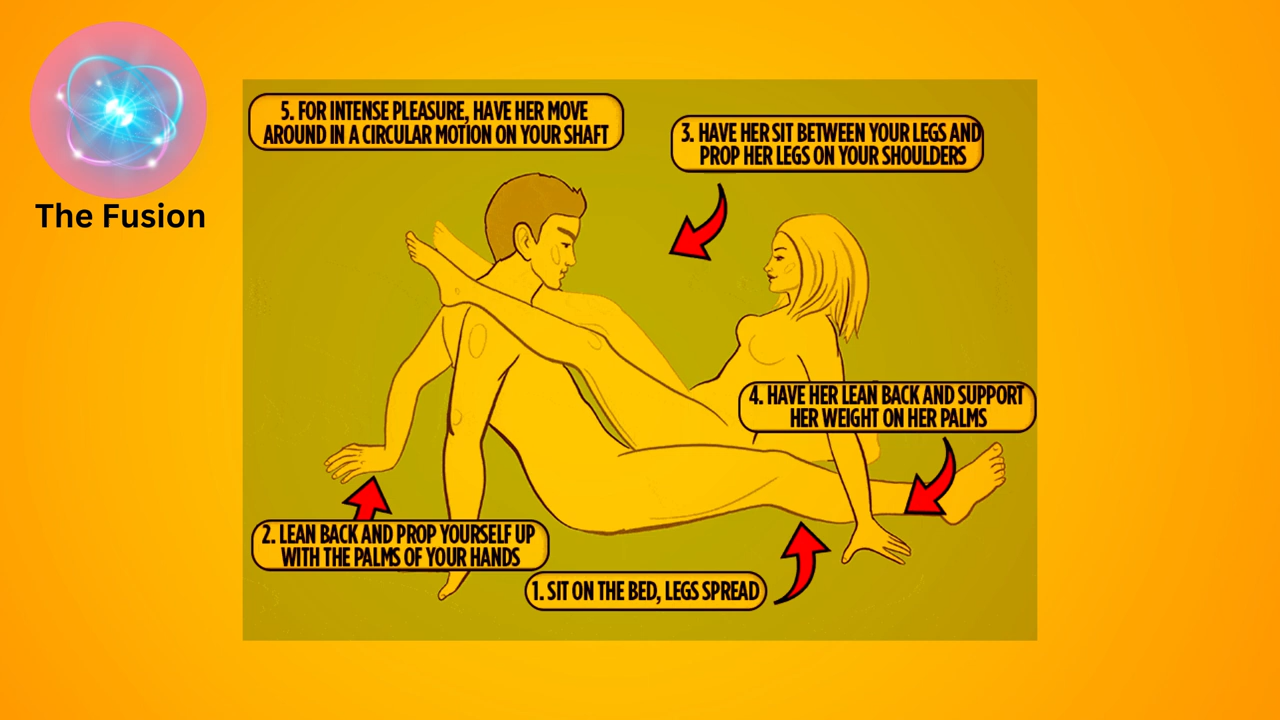 The Fusion
5. FOR INTENSE PLEASURE, HAVE HER MOVE
AROUND IN A CIRCULAR MOTION ON YOUR SHAFT
3. HAVE HER SIT BETWEEN YOUR LEGS AND
PROP HER LEGS ON YOUR SHOULDERS
4. HAVE HER LEAN BACK AND SUPPORT
HER WEIGHT ON HER PALMS
2. LEAN BACK AND PROP YOURSELF UP
WITH THE PALMS OF YOUR HANDS
1. SIT ON THE BED, LEGS SPREAD